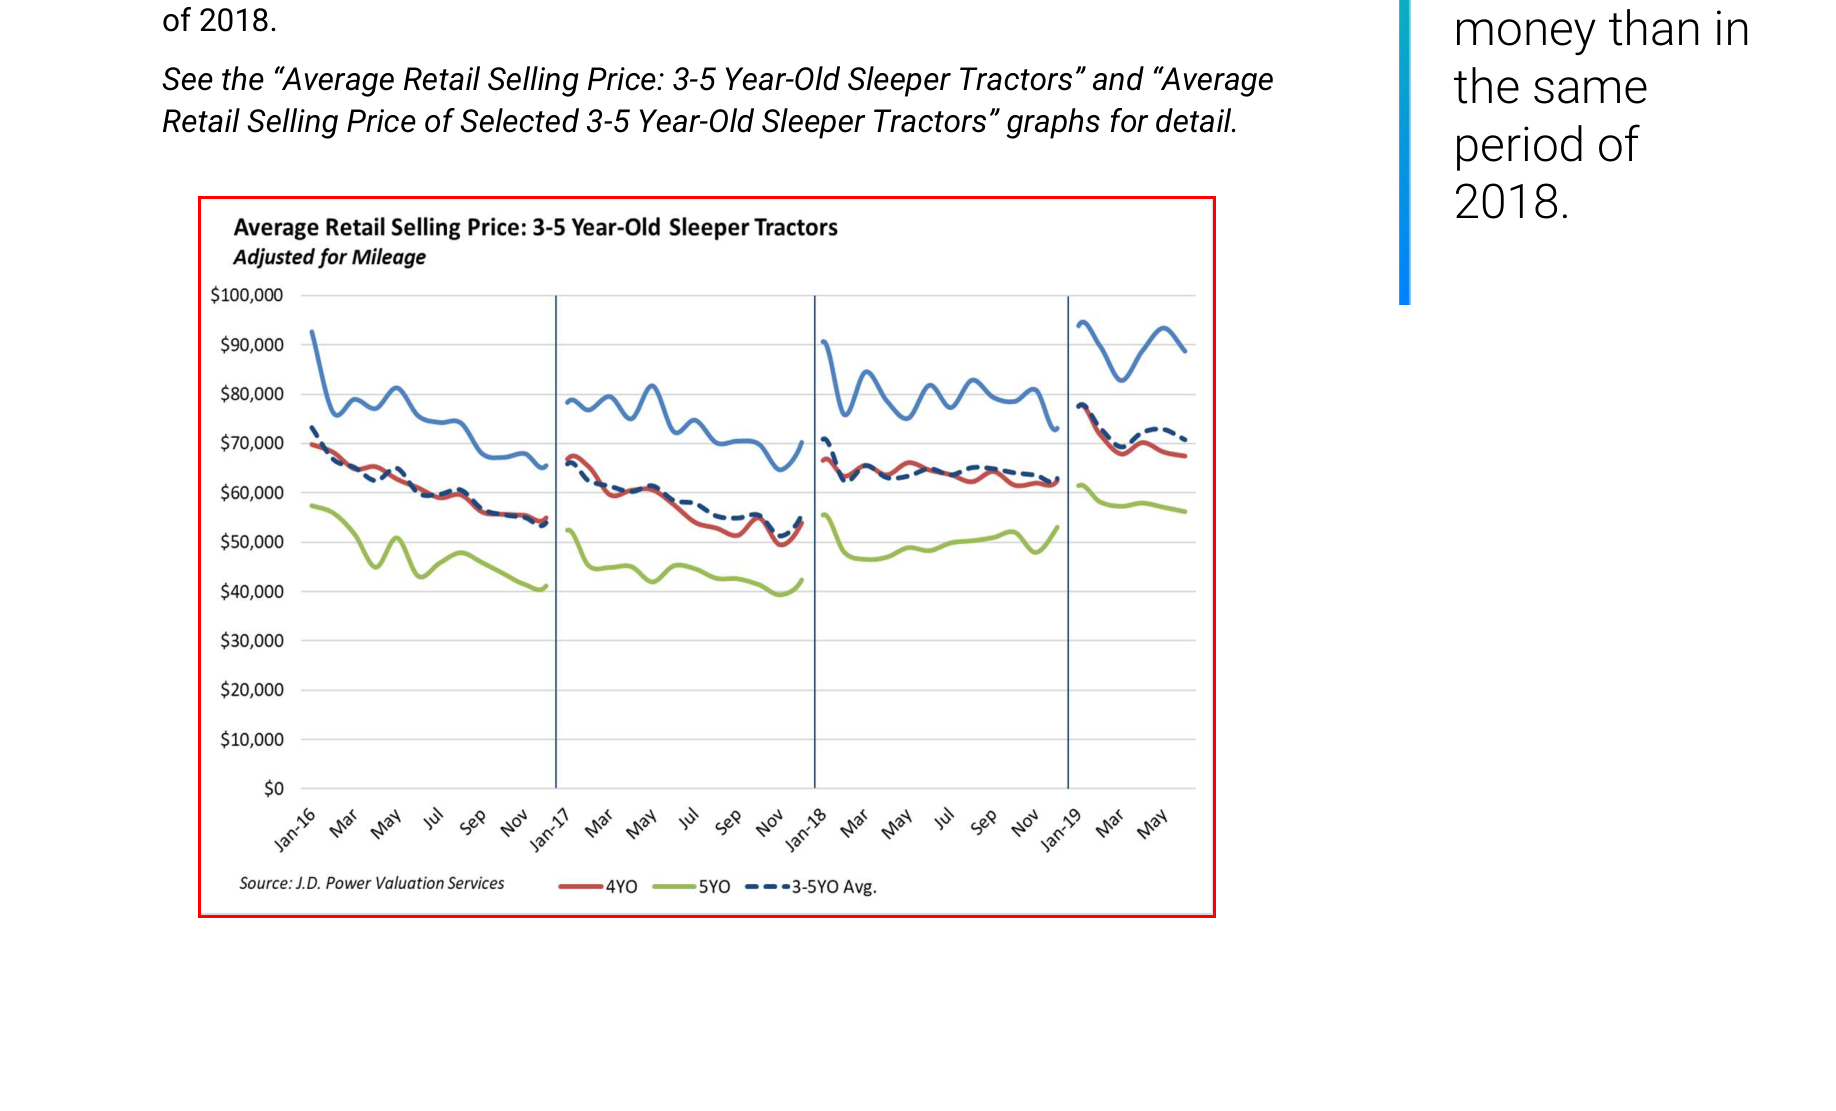 of 2018.
See the “Average Retail Selling Price: 3-5 Year-Old Sleeper Tractors” and “Average
Retail Selling Price of Selected 3-5 Year-Old Sleeper Tractors” graphs for detail.
money than in
the same
period of
2018.
Average Retail Selling Price: 3-5 Year-Old Sleeper Tractors
Adjusted for Mileage
$100,000
$90,000
$80,000
$70,000
$60,000
$50,000
$40,000
$30,000
$20,000
$10,000
$0
Jan-16 Mar May Jul Sep Nov Jan-17 Mar May Jul Sep Nov Jan-18 Mar May Jul Sep Nov Jan-19 Mar May
Source: J.D. Power Valuation Services 4YO 5YO 3-5YO Avg.